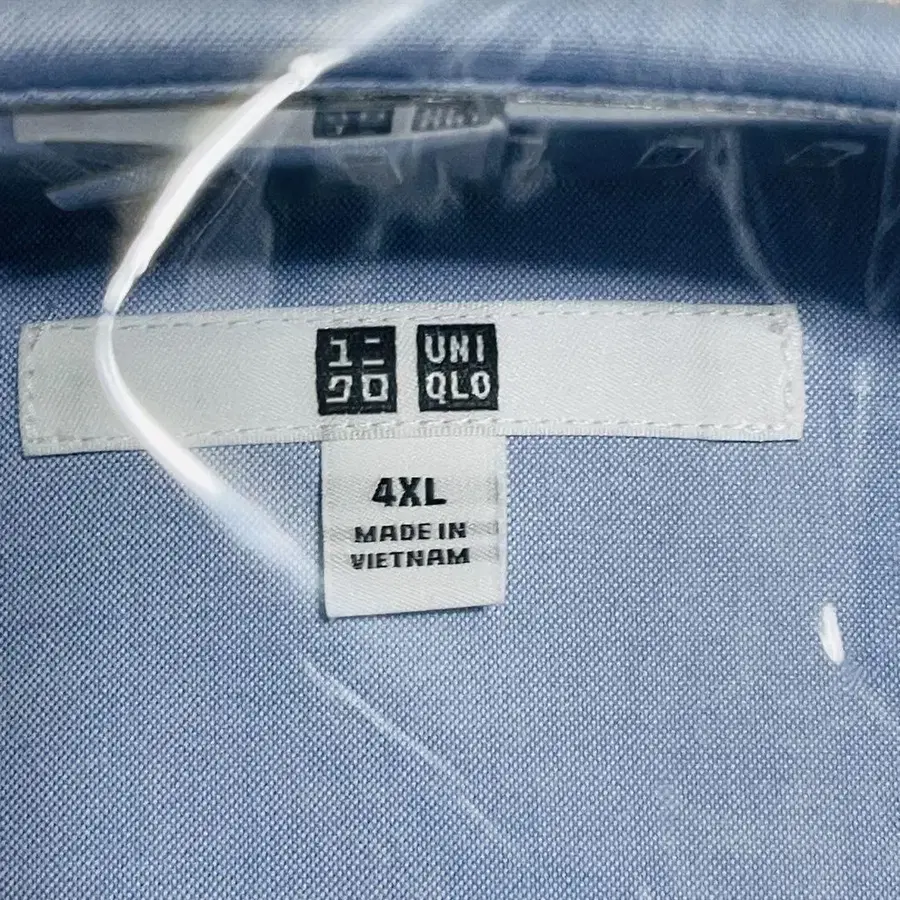 ユニ UNI
クロ QLO
4XL
MADE IN
VIETNAM